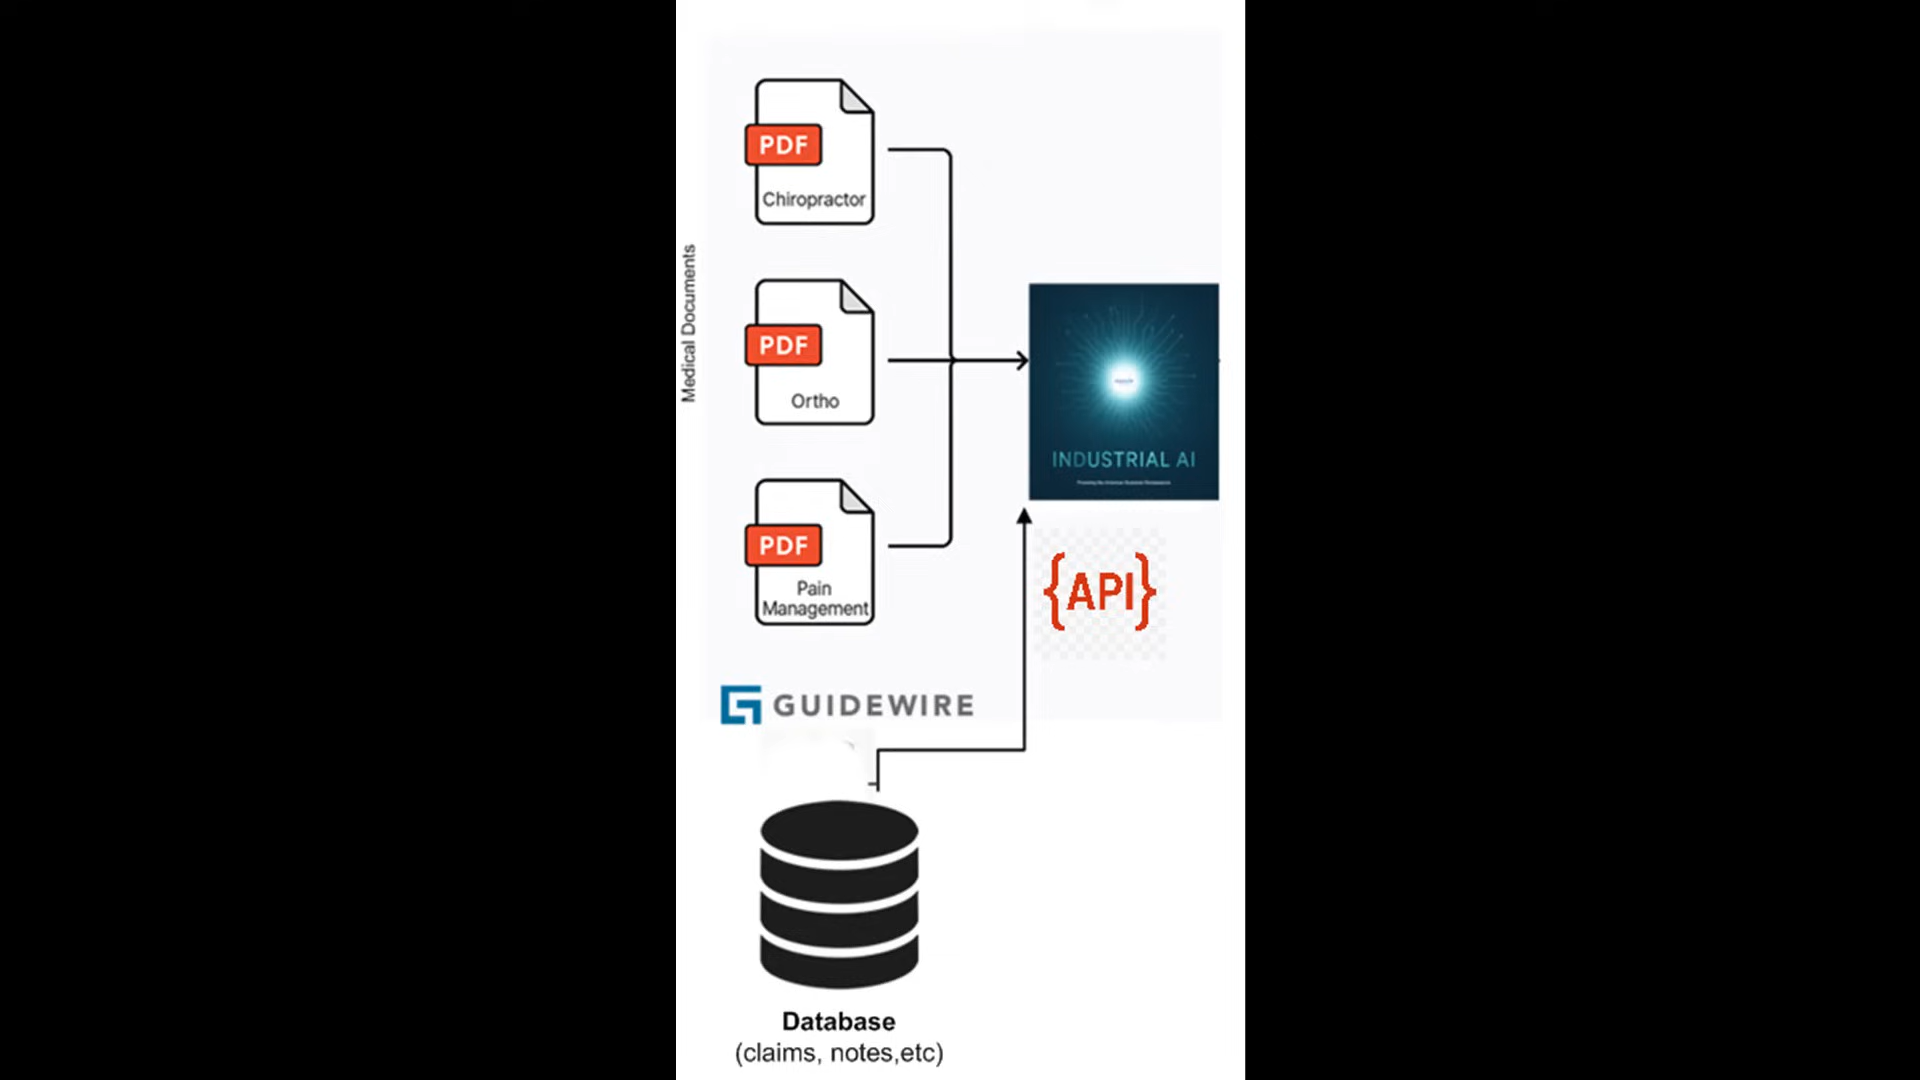 Medical Documents
PDF
Chiropractor
PDF
Ortho
PDF
Pain
Management
INDUSTRIAL AI
{API}
GUIDEWIRE
Database
(claims, notes,etc)